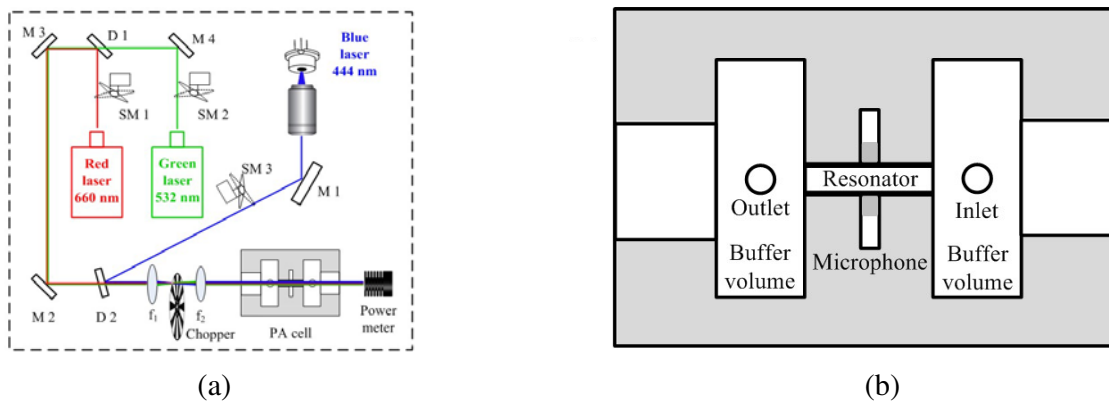 M 3
D 1
M 4
Blue
laser
444 nm
SM 1
SM 2
Red
laser
660 nm
Green
laser
532 nm
SM 3
M 1
M 2
D 2
f1
Chopper
f2
PA cell
Power
meter
(a)
Resonator
Outlet
Inlet
Buffer
volume
Microphone
Buffer
volume
(b)